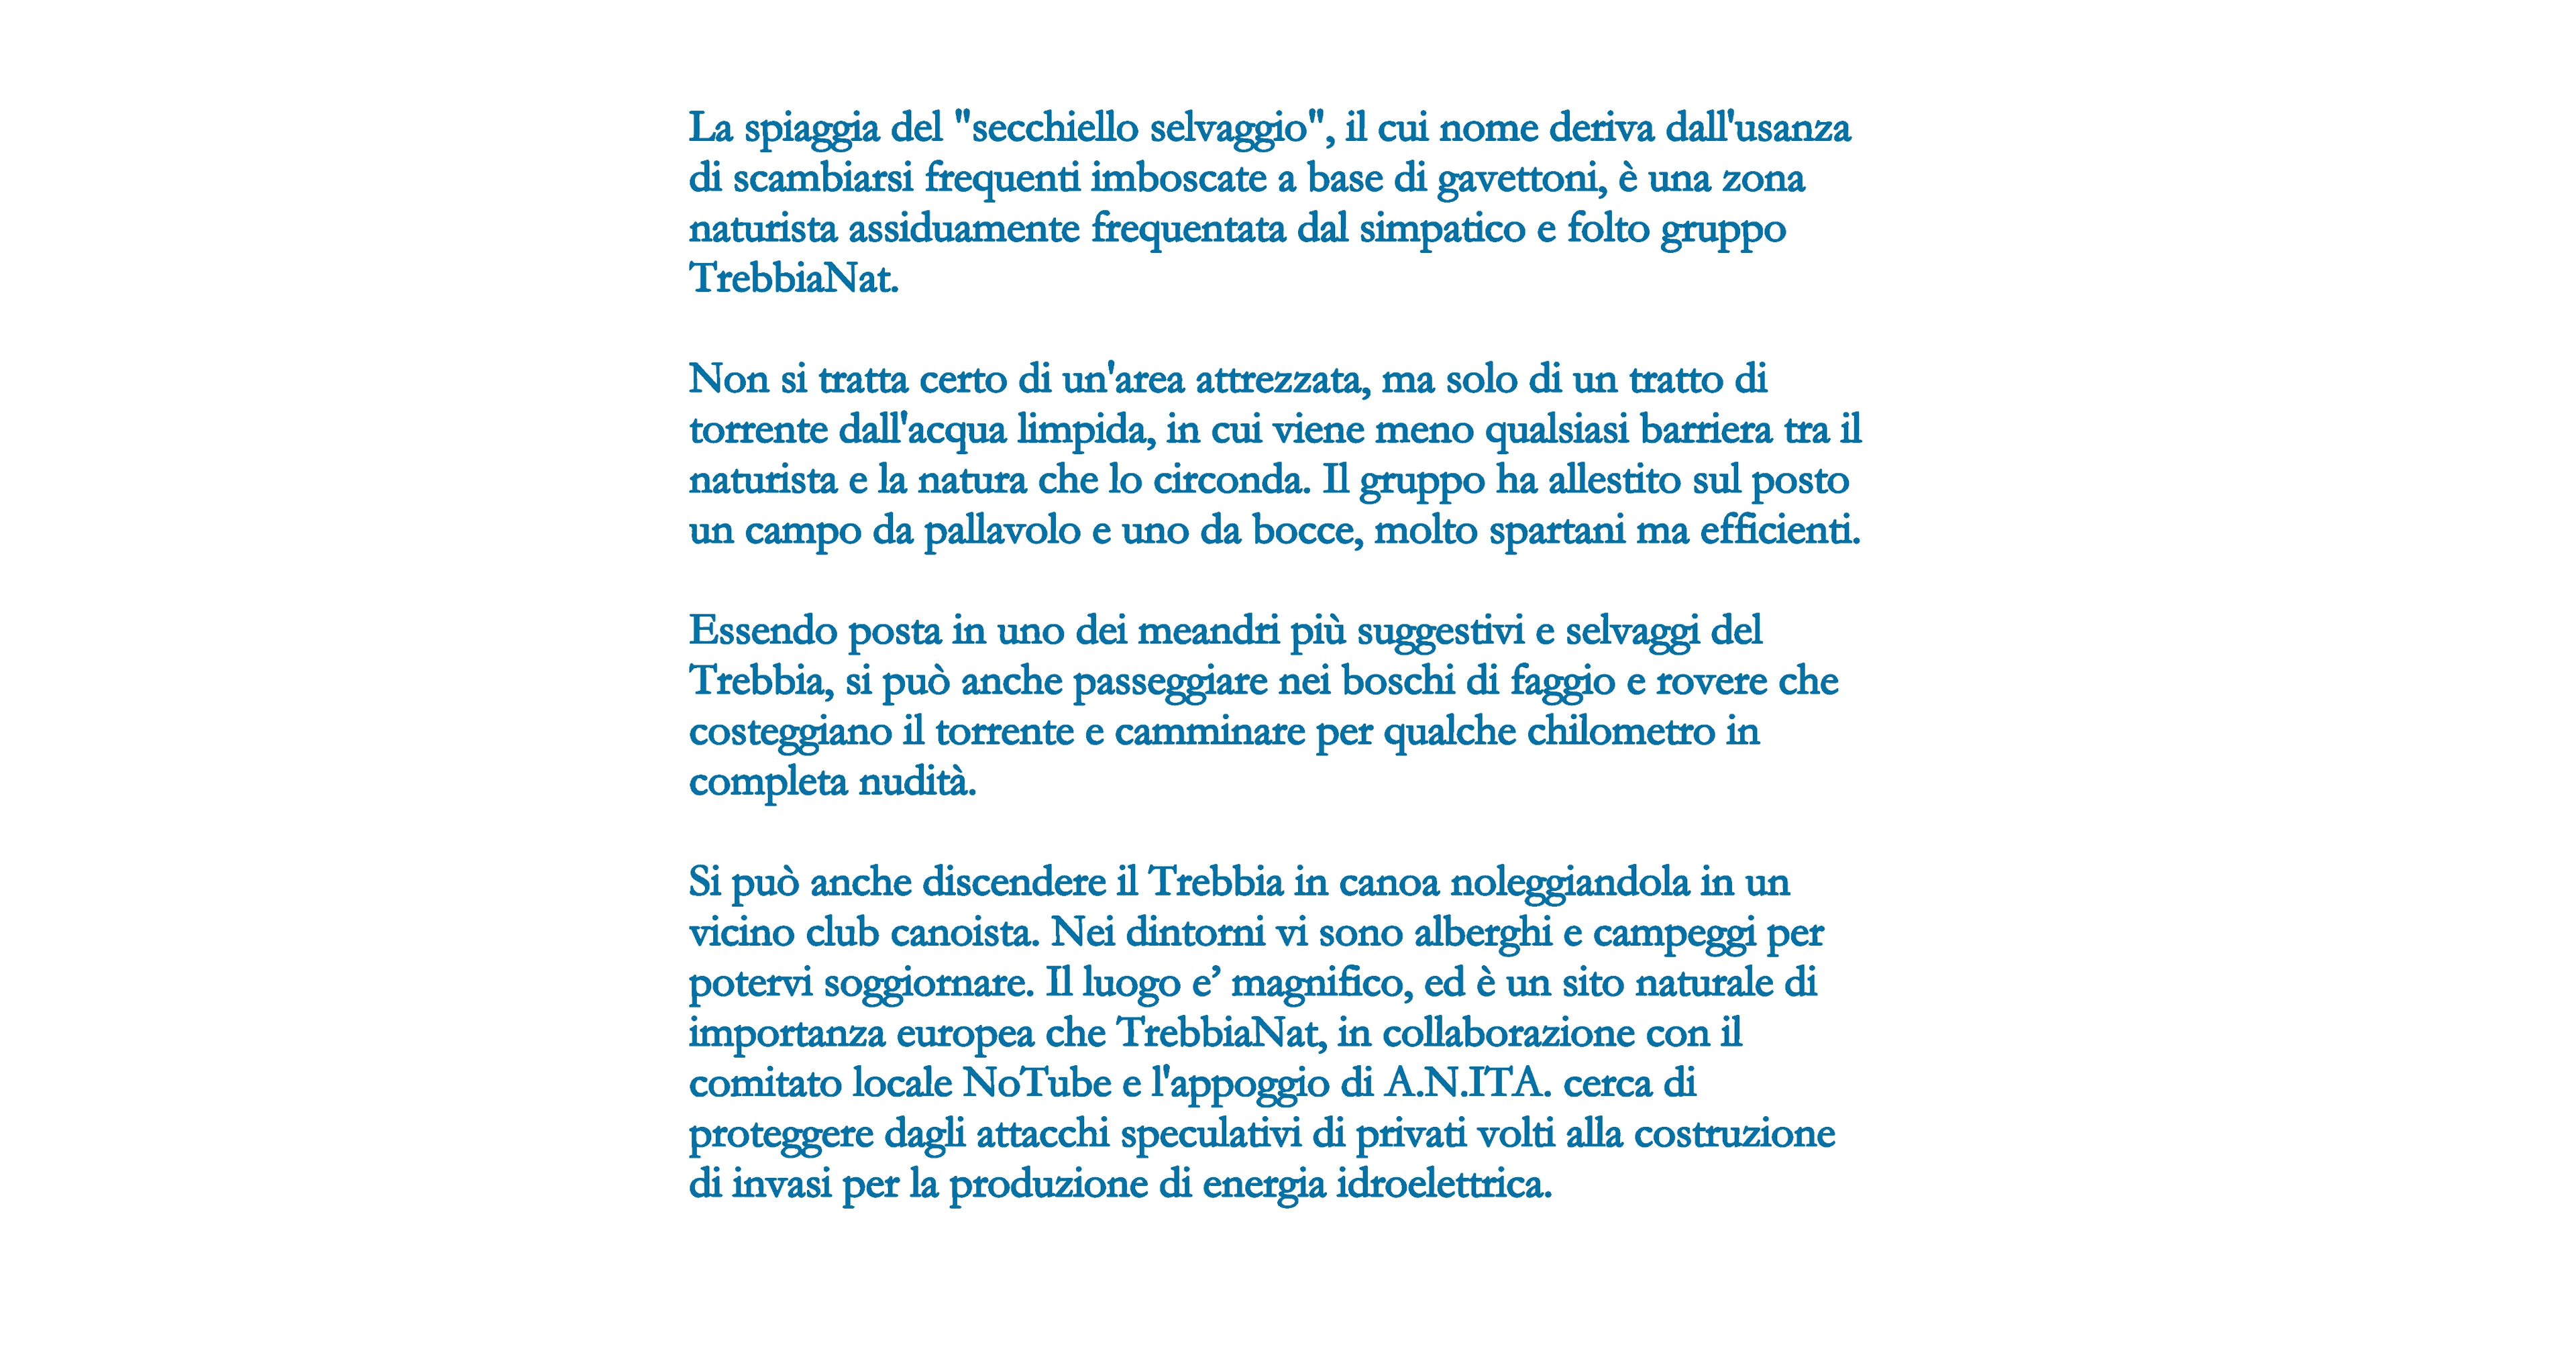 La spiaggia del "secchiello selvaggio", il cui nome deriva dall'usanza
di scambiarsi frequenti imboscate a base di gavettoni, è una zona
naturista assiduamente frequentata dal simpatico e folto gruppo
TrebbiaNat.
Non si tratta certo di un'area attrezzata, ma solo di un tratto di
torrente dall'acqua limpida, in cui viene meno qualsiasi barriera tra il
naturista e la natura che lo circonda. Il gruppo ha allestito sul posto
un campo da pallavolo e uno da bocce, molto spartani ma efficienti.
Essendo posta in uno dei meandri più suggestivi e selvaggi del
Trebbia, si può anche passeggiare nei boschi di faggio e rovere che
costeggiano il torrente e camminare per qualche chilometro in
completa nudità.
Si può anche discendere il Trebbia in canoa noleggiandola in un
vicino club canoista. Nei dintorni vi sono alberghi e campeggi per
potervi soggiornare. Il luogo e’ magnifico, ed è un sito naturale di
importanza europea che TrebbiaNat, in collaborazione con il
comitato locale NoTube e l'appoggio di A.N.ITA. cerca di
proteggere dagli attacchi speculativi di privati volti alla costruzione
di invasi per la produzione di energia idroelettrica.